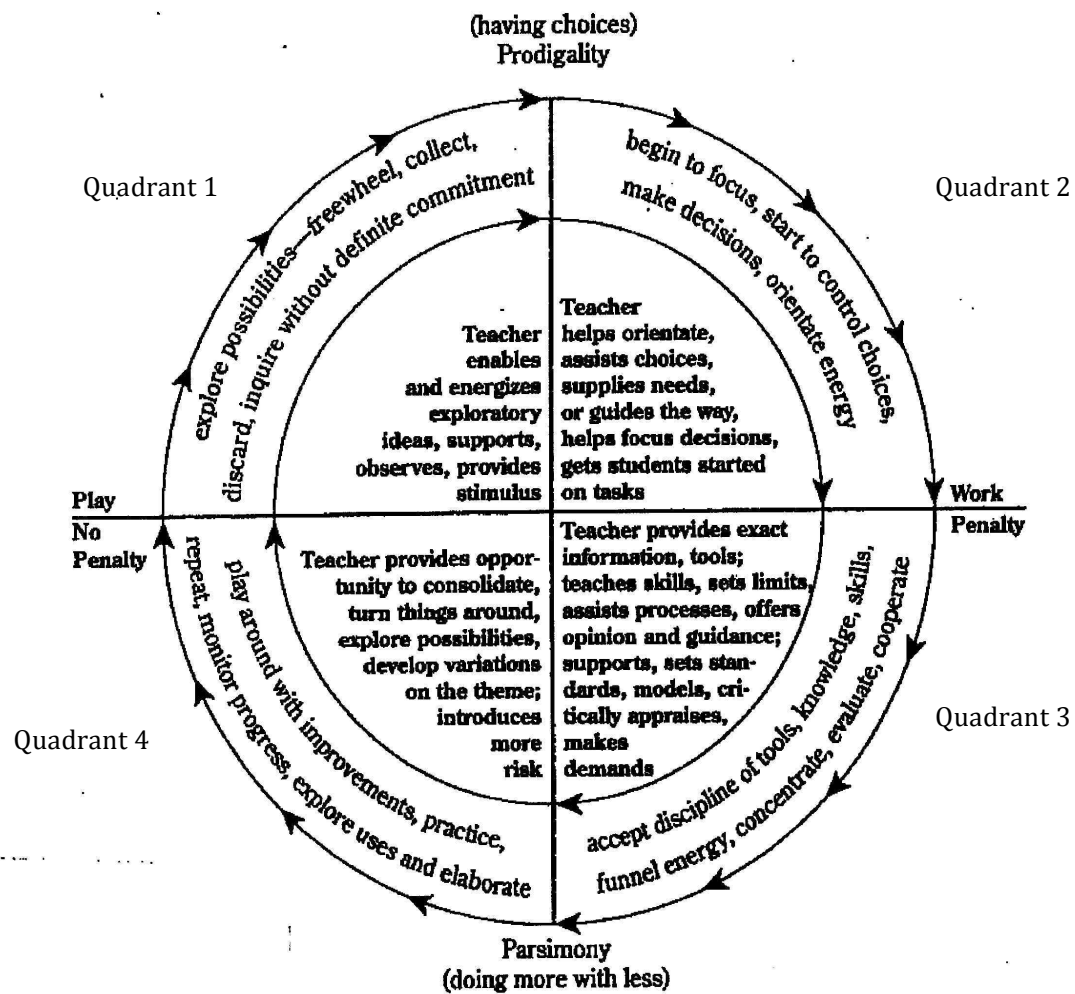 (having choices)
Prodigality
Quadrant 1
Quadrant 2
explore possibilities—freewheel, collect,
discard, inquire without definite commitment
begin to focus, start to control choices,
make decisions, orientate energy
Teacher
enables
and energizes
exploratory
ideas, supports,
observes, provides
stimulus
Teacher
helps orientate,
assists choices,
supplies needs,
or guides the way,
helps focus decisions,
gets students started
on tasks
Play
No
Penalty
Work
Penalty
Teacher provides oppor-
tunity to consolidate,
turn things around,
explore possibilities,
develop variations
on the theme;
introduces
more
risk
Teacher provides exact
information, tools;
teaches skills, sets limits,
assists processes, offers
opinion and guidance;
supports, sets stan-
dards, models, cri-
tically appraises,
makes
demands
Quadrant 4
Quadrant 3
play around with improvements, practice,
repeat, monitor progress, explore uses and elaborate
accept discipline of tools, knowledge, skills,
funnel energy, concentrate, evaluate, cooperate
Parsimony
(doing more with less)